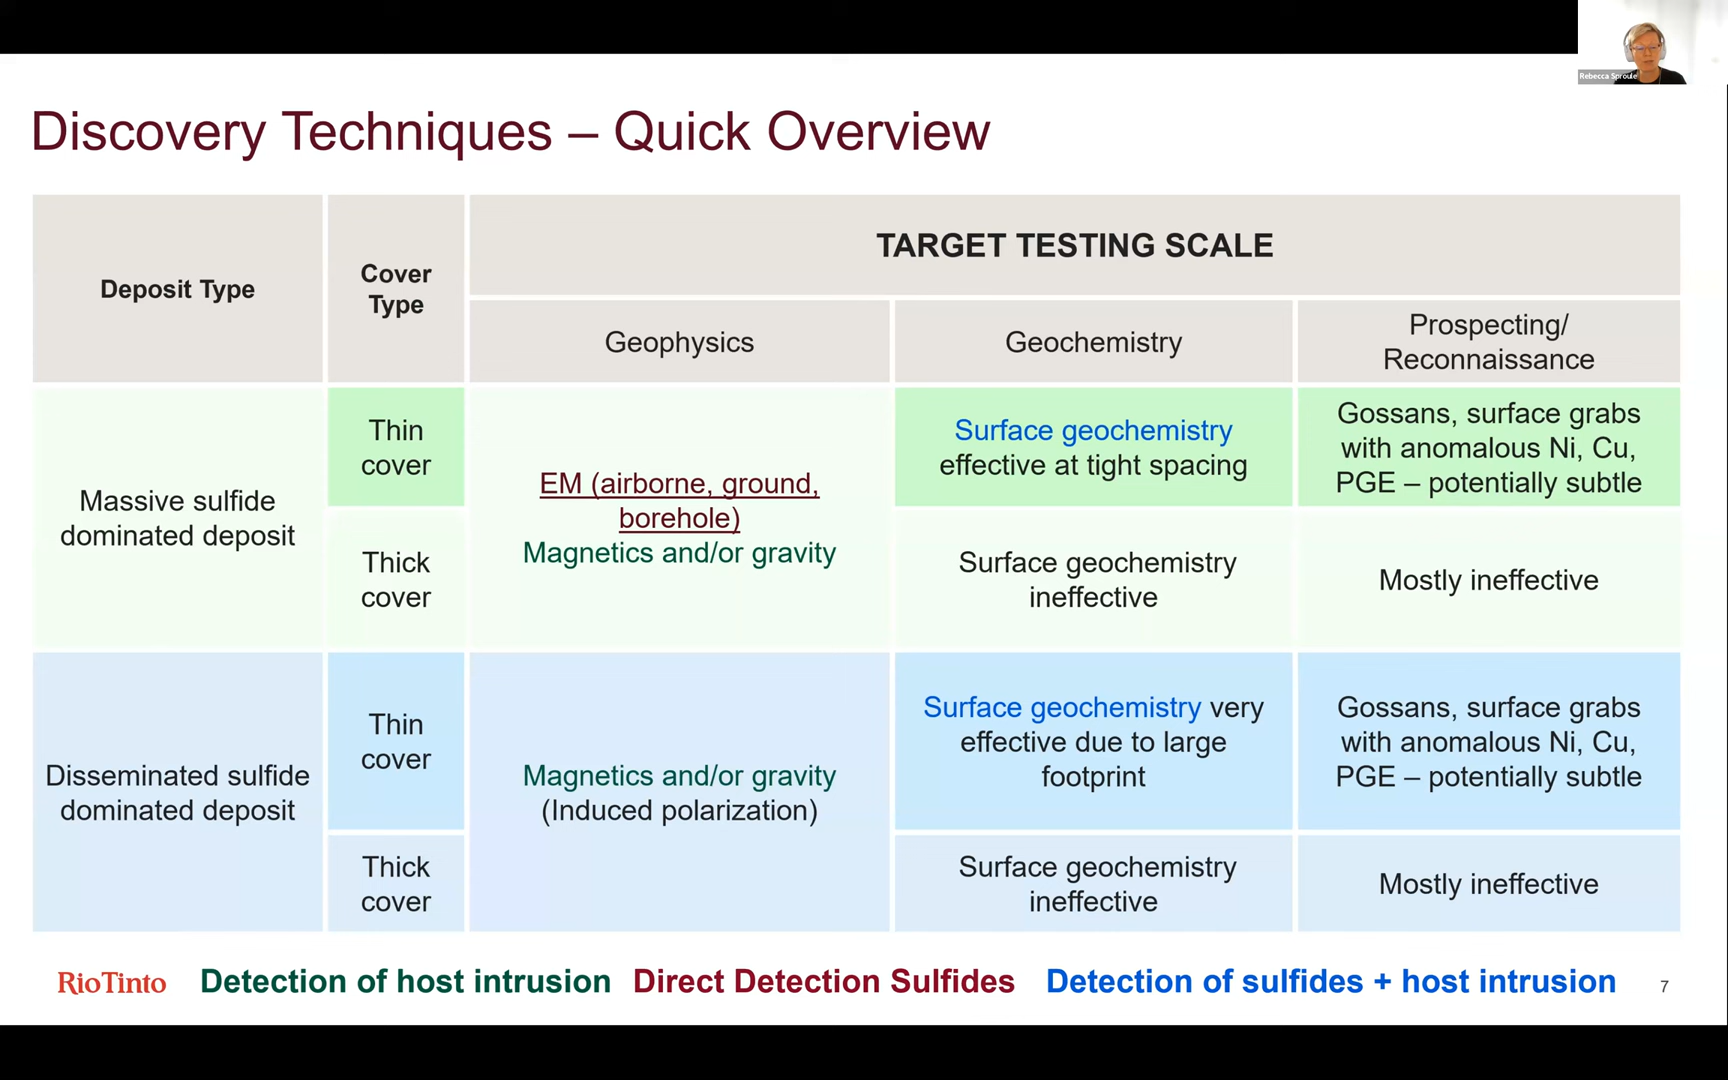 Rebecca Sproule
Discovery Techniques – Quick Overview
Deposit Type
Cover
Type
TARGET TESTING SCALE
Geophysics
Geochemistry
Prospecting/
Reconnaissance
Massive sulfide
dominated deposit
Thin
cover
EM (airborne, ground,
borehole)
Magnetics and/or gravity
Surface geochemistry
effective at tight spacing
Gossans, surface grabs
with anomalous Ni, Cu,
PGE – potentially subtle
Thick
cover
Surface geochemistry
ineffective
Mostly ineffective
Disseminated sulfide
dominated deposit
Thin
cover
Magnetics and/or gravity
(Induced polarization)
Surface geochemistry very
effective due to large
footprint
Gossans, surface grabs
with anomalous Ni, Cu,
PGE – potentially subtle
Thick
cover
Surface geochemistry
ineffective
Mostly ineffective
RioTinto
Detection of host intrusion
Direct Detection Sulfides
Detection of sulfides + host intrusion
7